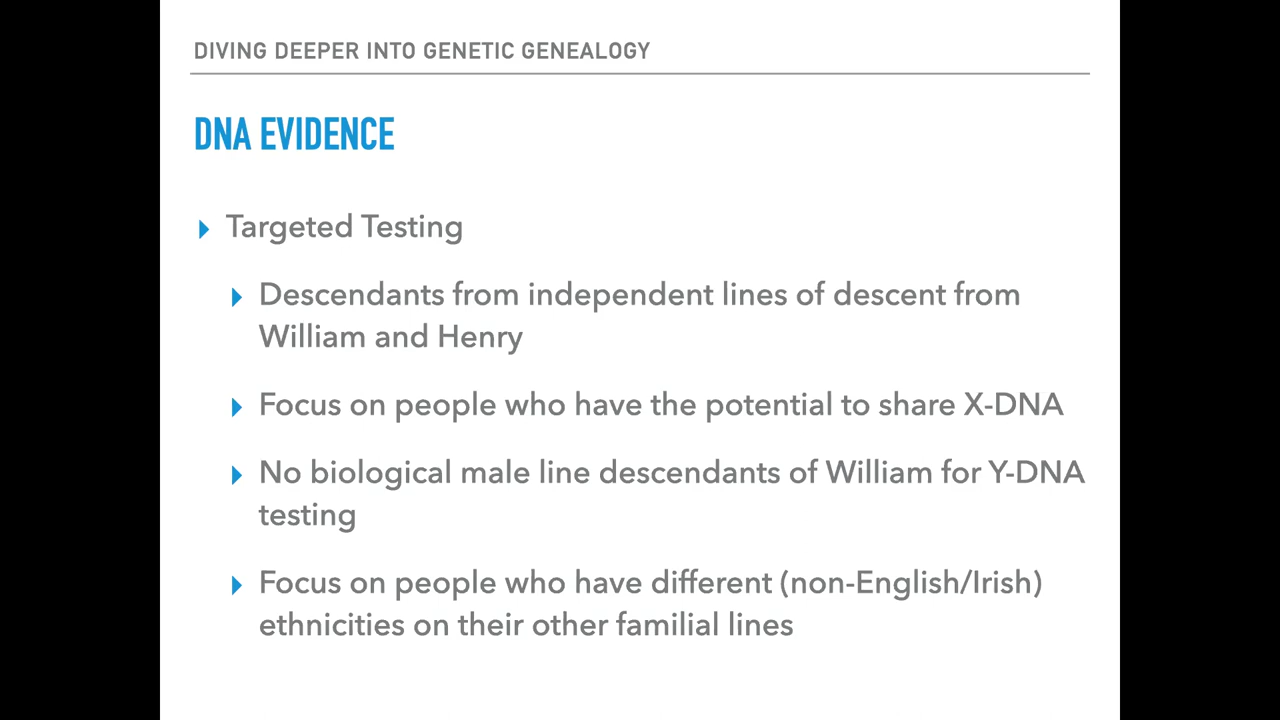 DIVING DEEPER INTO GENETIC GENEALOGY
DNA EVIDENCE
Targeted Testing
Descendants from independent lines of descent from
William and Henry
Focus on people who have the potential to share X-DNA
No biological male line descendants of William for Y-DNA
testing
Focus on people who have different (non-English/Irish)
ethnicities on their other familial lines